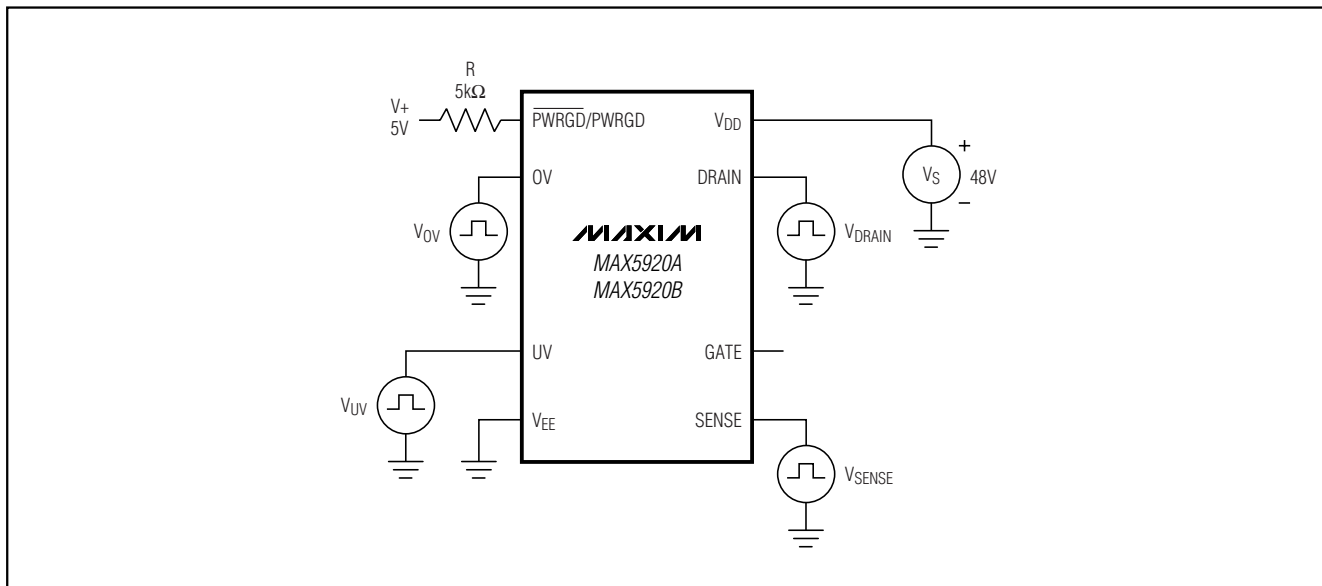 R
5kΩ
V+
5V
P̅W̅R̅G̅D̅/PWRGD
VDD
OV
DRAIN
+
VS
48V
−
VOV
VDRAIN
MAXIM
MAX5920A
MAX5920B
UV
GATE
VUV
VEE
SENSE
VSENSE